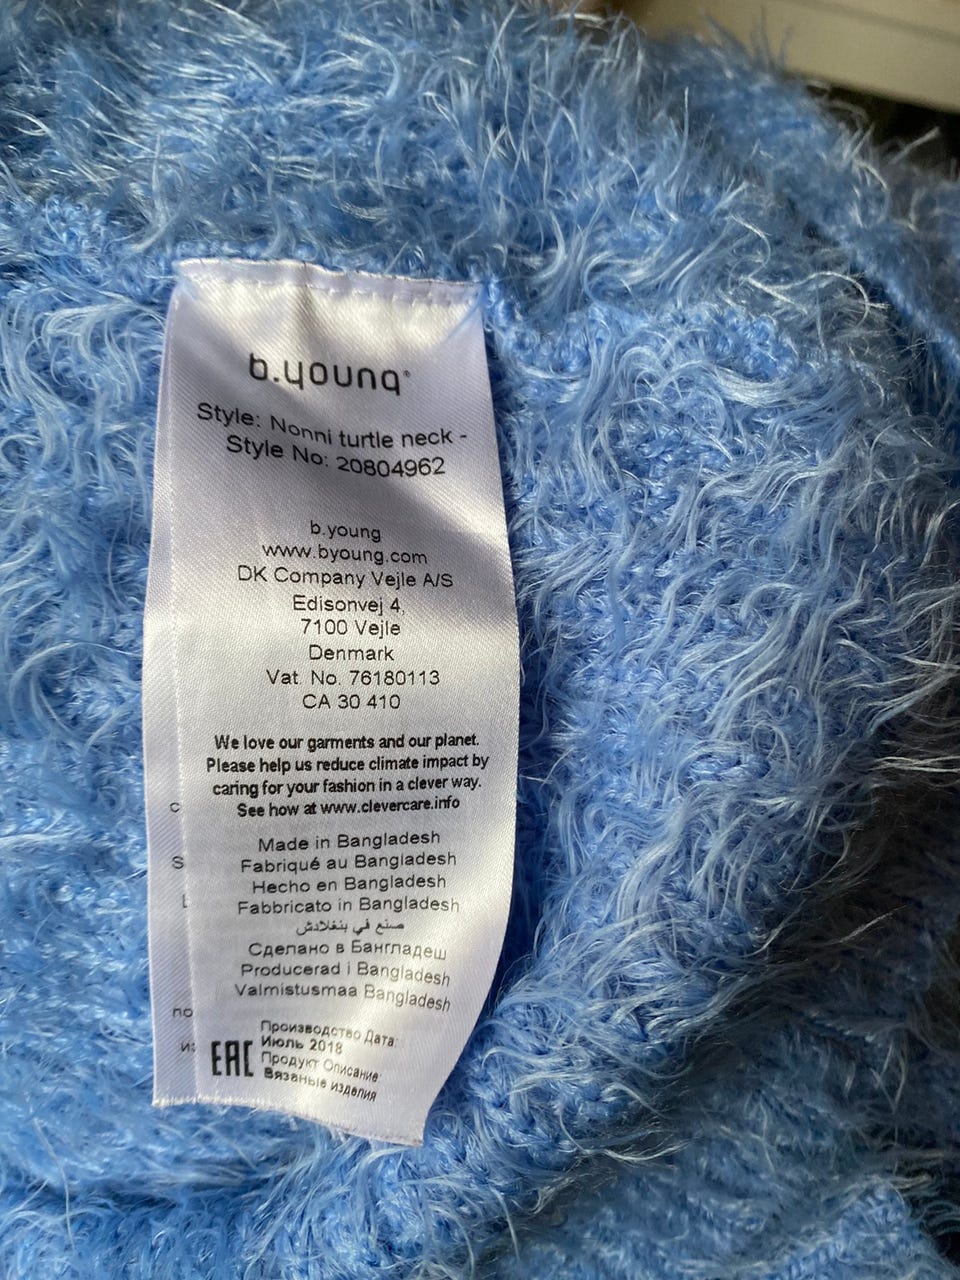 b.young®
Style: Nonni turtle neck -
Style No: 20804962
b.young
www.byoung.com
DK Company Vejle A/S
Edisonvej 4,
7100 Vejle
Denmark
Vat. No. 76180113
CA 30 410
We love our garments and our planet.
Please help us reduce climate impact by
caring for your fashion in a clever way.
See how at www.clevercare.info
Made in Bangladesh
Fabriqué au Bangladesh
Hecho en Bangladesh
Fabbricato in Bangladesh
صنع في بنغلادش
Сделано в Бангладеш
Producerad i Bangladesh
Valmistusmaa Bangladesh
EAC
Производство Дата:
Июль 2018
Продукт Описание:
Вязаные изделия